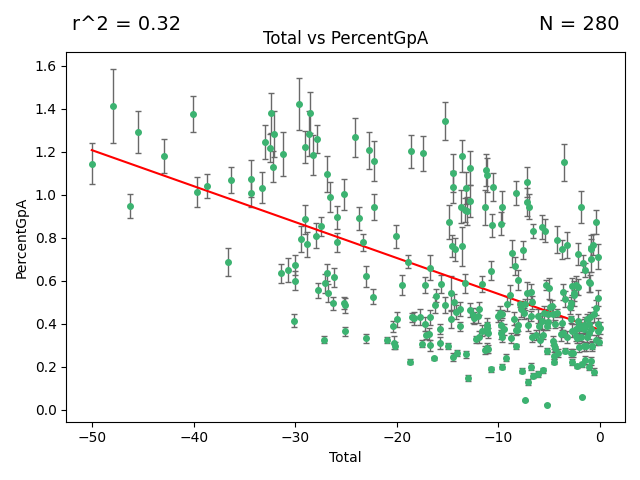 r^2 = 0.32 N = 280
Total vs PercentGpA
PercentGpA
1.6
1.4
1.2
1.0
0.8
0.6
0.4
0.2
0.0
−50 −40 −30 −20 −10 0
Total